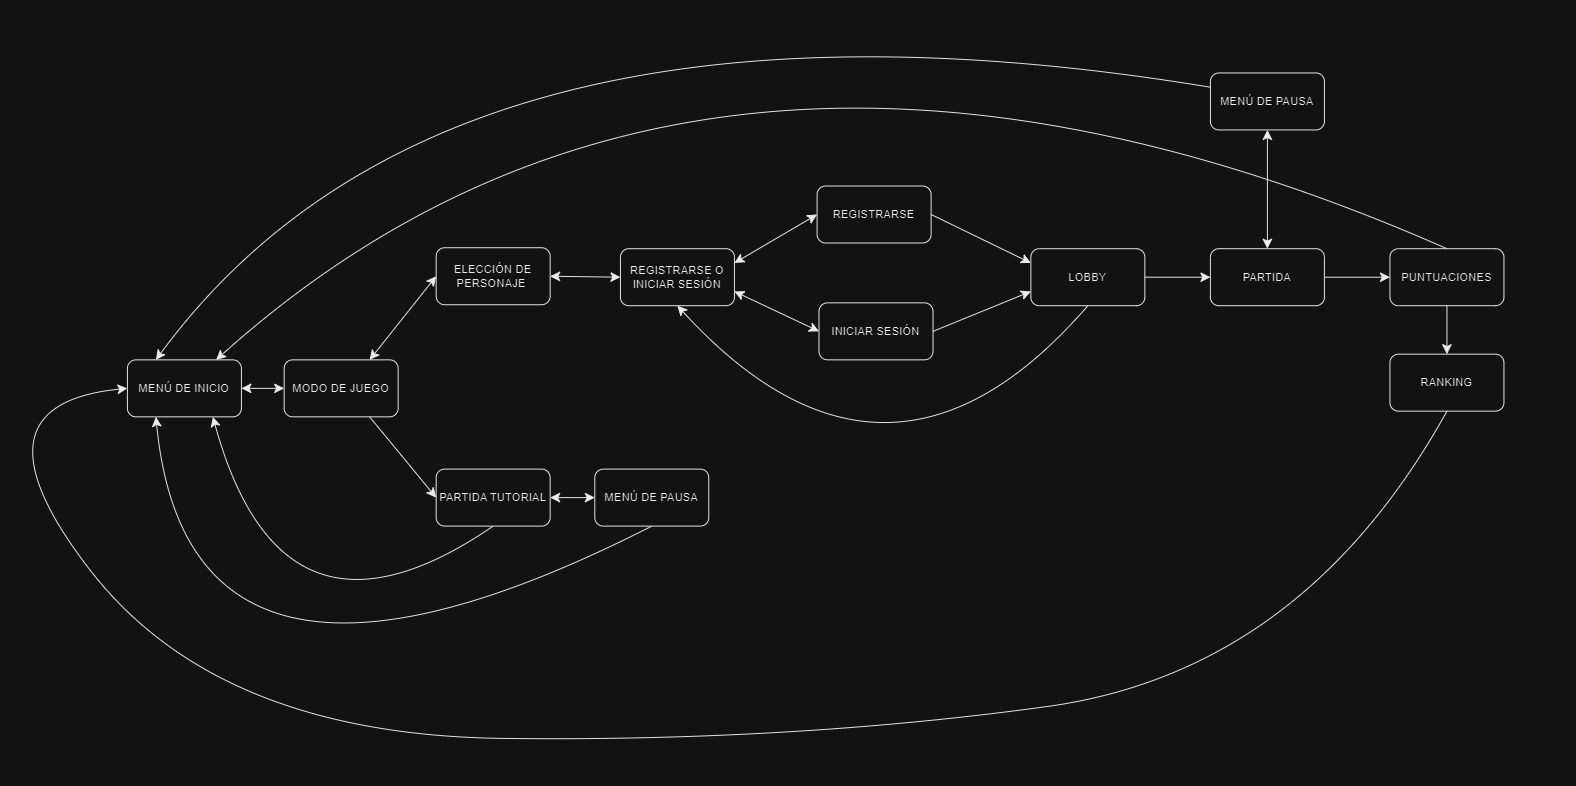 MENÚ DE PAUSA
REGISTRARSE
ELECCIÓN DE
PERSONAJE
REGISTRARSE O
INICIAR SESIÓN
LOBBY
PARTIDA
PUNTUACIONES
INICIAR SESIÓN
MENÚ DE INICIO
MODO DE JUEGO
RANKING
PARTIDA TUTORIAL
MENÚ DE PAUSA